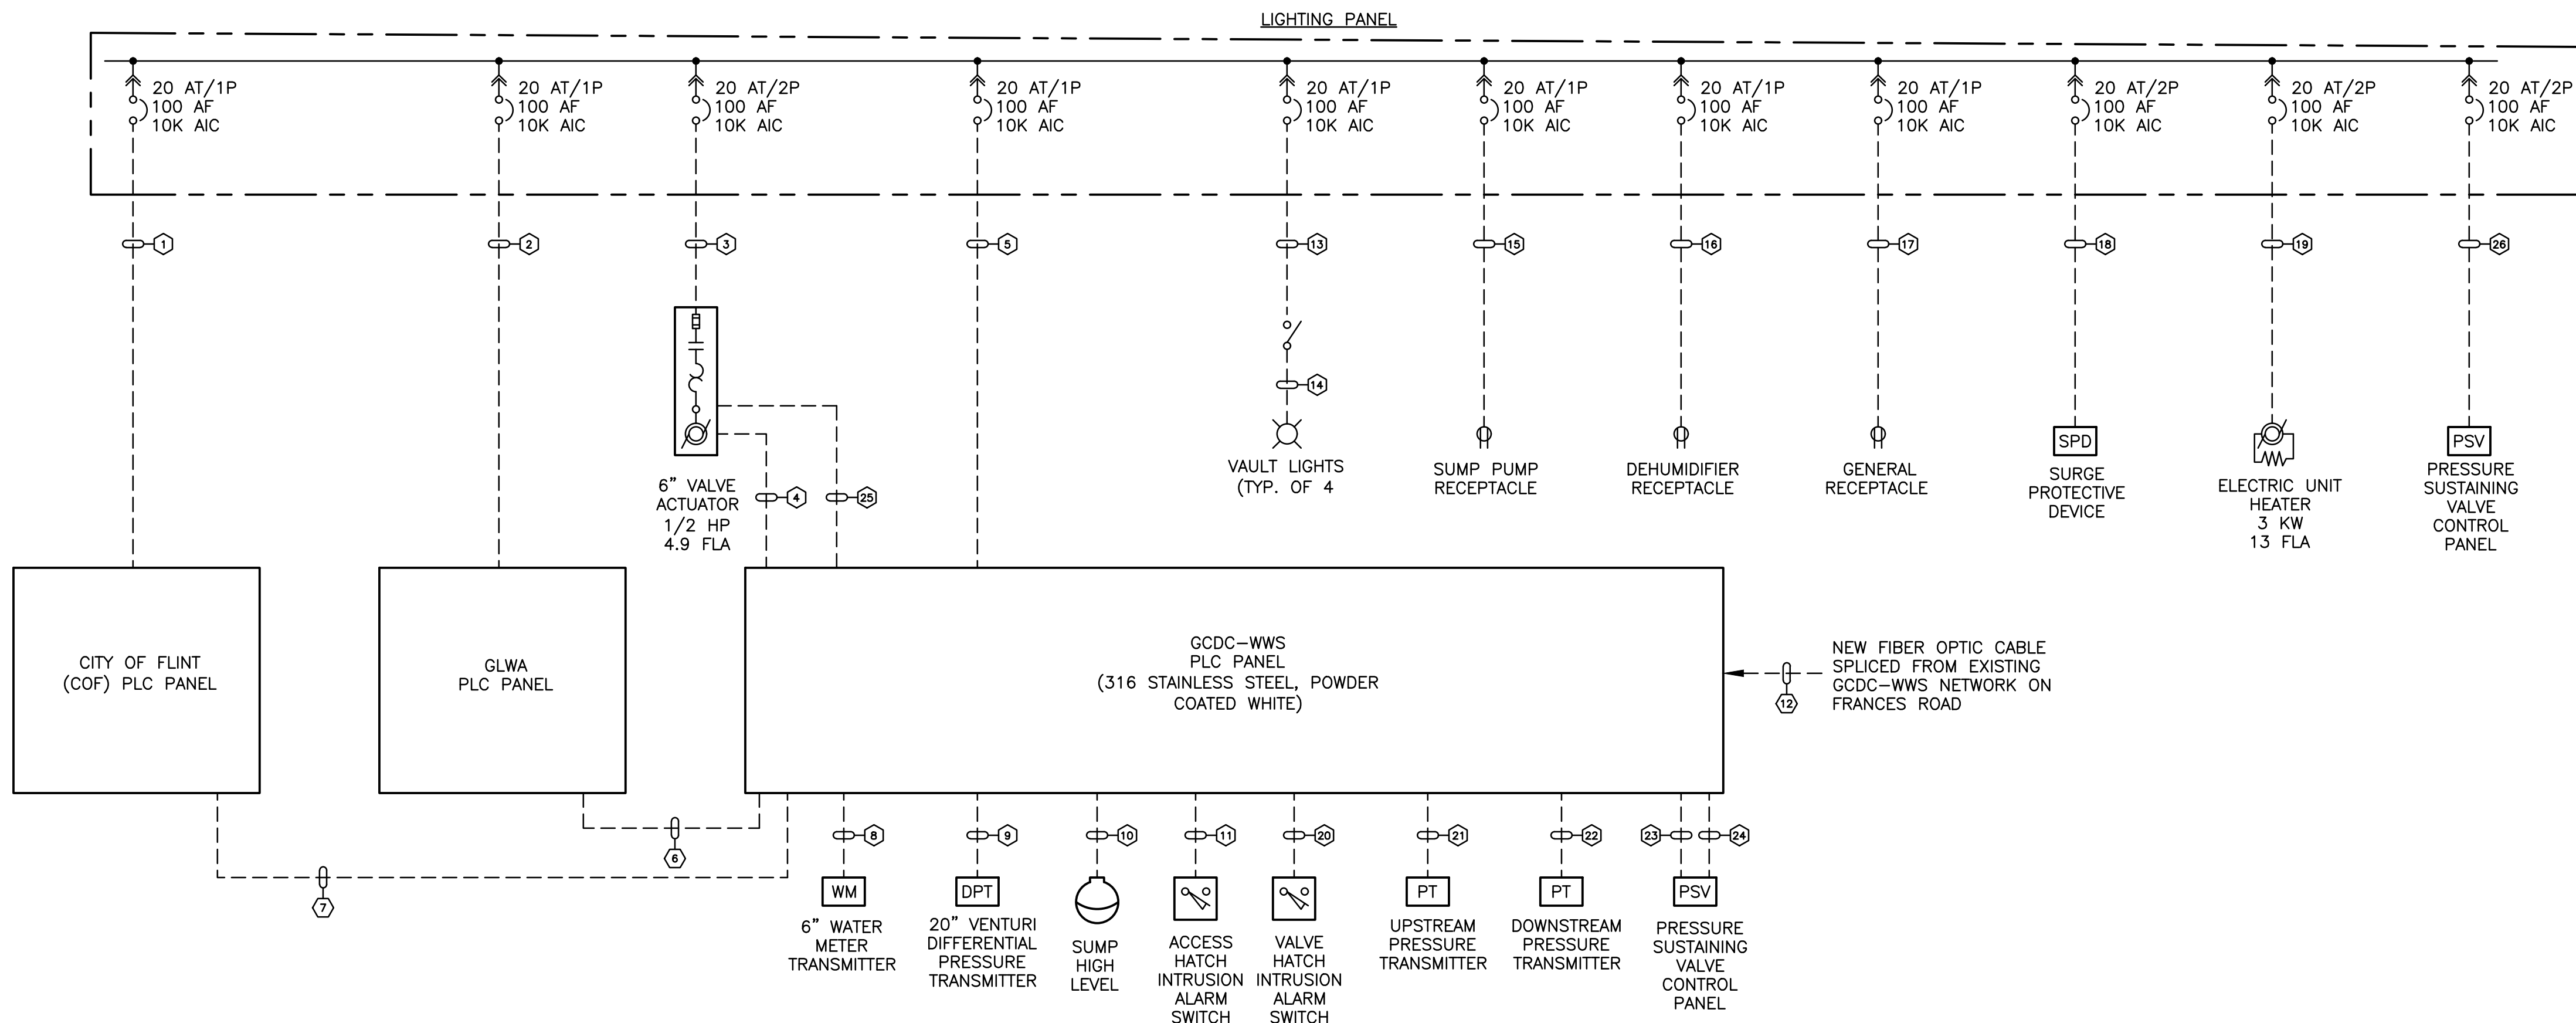 LIGHTING PANEL
20 AT/1P
100 AF
10K AIC
20 AT/1P
100 AF
10K AIC
20 AT/2P
100 AF
10K AIC
20 AT/1P
100 AF
10K AIC
20 AT/1P
100 AF
10K AIC
20 AT/1P
100 AF
10K AIC
20 AT/1P
100 AF
10K AIC
20 AT/1P
100 AF
10K AIC
20 AT/2P
100 AF
10K AIC
20 AT/2P
100 AF
10K AIC
20 AT/2P
100 AF
10K AIC
1
2
3
5
13
15
16
17
18
19
26
14
6” VALVE
ACTUATOR
1/2 HP
4.9 FLA
4
25
VAULT LIGHTS
(TYP. OF 4
SUMP PUMP
RECEPTACLE
DEHUMIDIFIER
RECEPTACLE
GENERAL
RECEPTACLE
SPD
SURGE
PROTECTIVE
DEVICE
ELECTRIC UNIT
HEATER
3 KW
13 FLA
PSV
PRESSURE
SUSTAINING
VALVE
CONTROL
PANEL
CITY OF FLINT
(COF) PLC PANEL
GLWA
PLC PANEL
GCDC-WWS
PLC PANEL
(316 STAINLESS STEEL, POWDER
COATED WHITE)
12
NEW FIBER OPTIC CABLE
SPLICED FROM EXISTING
GCDC-WWS NETWORK ON
FRANCES ROAD
6
7
8
9
10
11
20
21
22
23
24
WM
6” WATER
METER
TRANSMITTER
DPT
20” VENTURI
DIFFERENTIAL
PRESSURE
TRANSMITTER
SUMP
HIGH
LEVEL
ACCESS
HATCH
INTRUSION
ALARM
SWITCH
VALVE
HATCH
INTRUSION
ALARM
SWITCH
PT
UPSTREAM
PRESSURE
TRANSMITTER
PT
DOWNSTREAM
PRESSURE
TRANSMITTER
PSV
PRESSURE
SUSTAINING
VALVE
CONTROL
PANEL